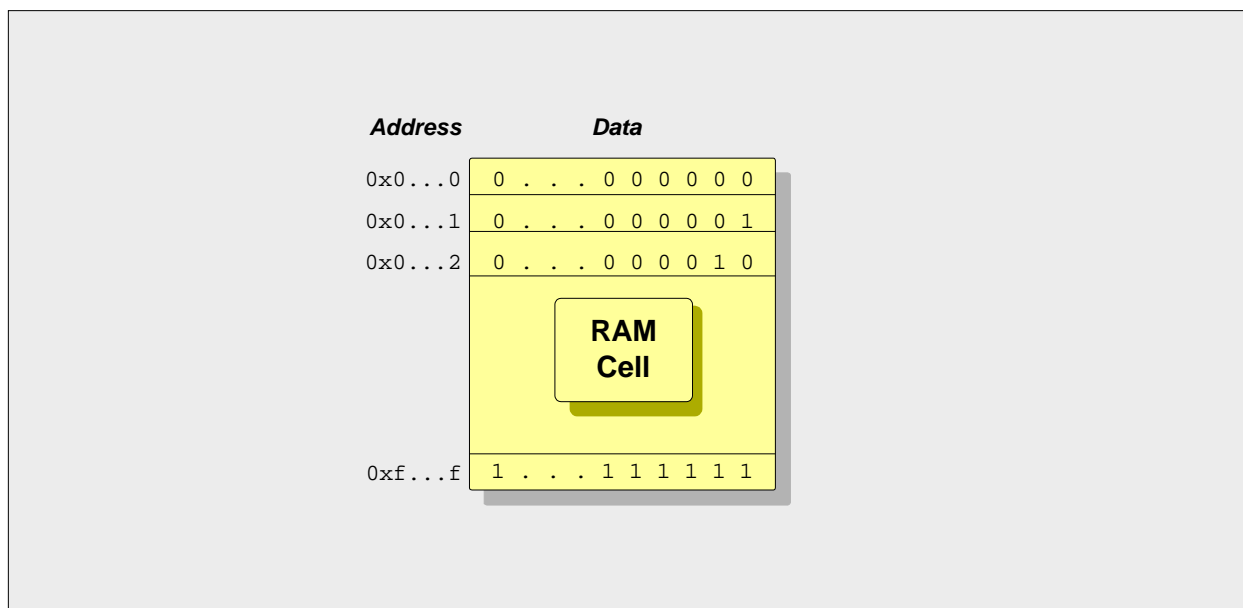 Address Data
0x0...0 0 . . . 0 0 0 0 0 0
0x0...1 0 . . . 0 0 0 0 0 1
0x0...2 0 . . . 0 0 0 0 1 0
RAM
Cell
0xf...f 1 . . . 1 1 1 1 1 1